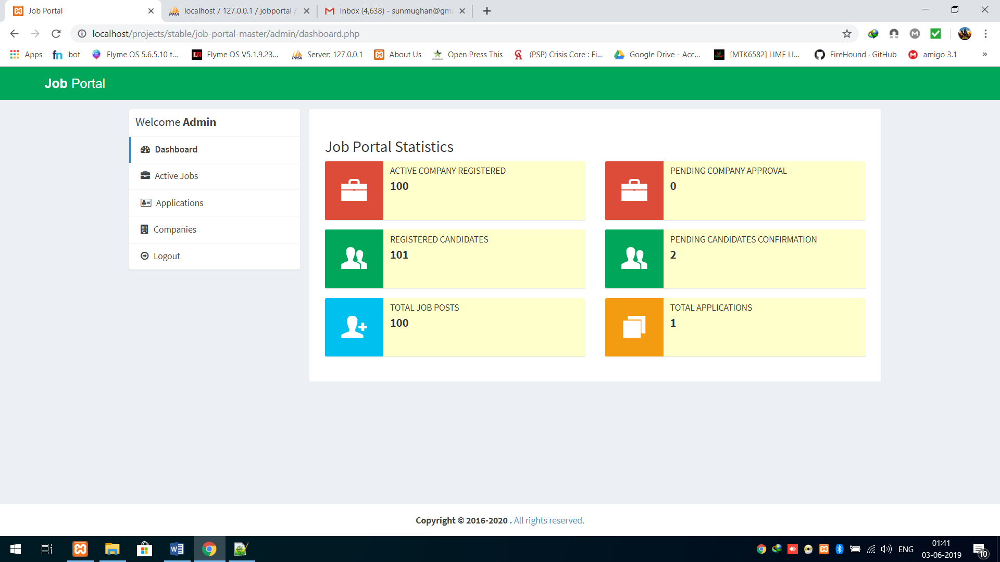 Job Portal
localhost / 127.0.0.1 / jobportal /
Inbox (4,638) - sunmughan@gma
localhost/projects/stable/job-portal-master/admin/dashboard.php
Apps
bot
Flyme OS 5.6.5.10 t...
Flyme OS V5.1.9.23...
Server: 127.0.0.1
About Us
Open Press This
(PSP) Crisis Core : Fi...
Google Drive - Acc...
[MTK6582] LIME LI...
FireHound · GitHub
amigo 3.1
»
Job Portal
Welcome Admin
Dashboard
Active Jobs
Applications
Companies
Logout
Job Portal Statistics
ACTIVE COMPANY REGISTERED
100
PENDING COMPANY APPROVAL
0
REGISTERED CANDIDATES
101
PENDING CANDIDATES CONFIRMATION
2
TOTAL JOB POSTS
100
TOTAL APPLICATIONS
1
Copyright © 2016-2020 . All rights reserved.
ENG
01:41
03-06-2019
10